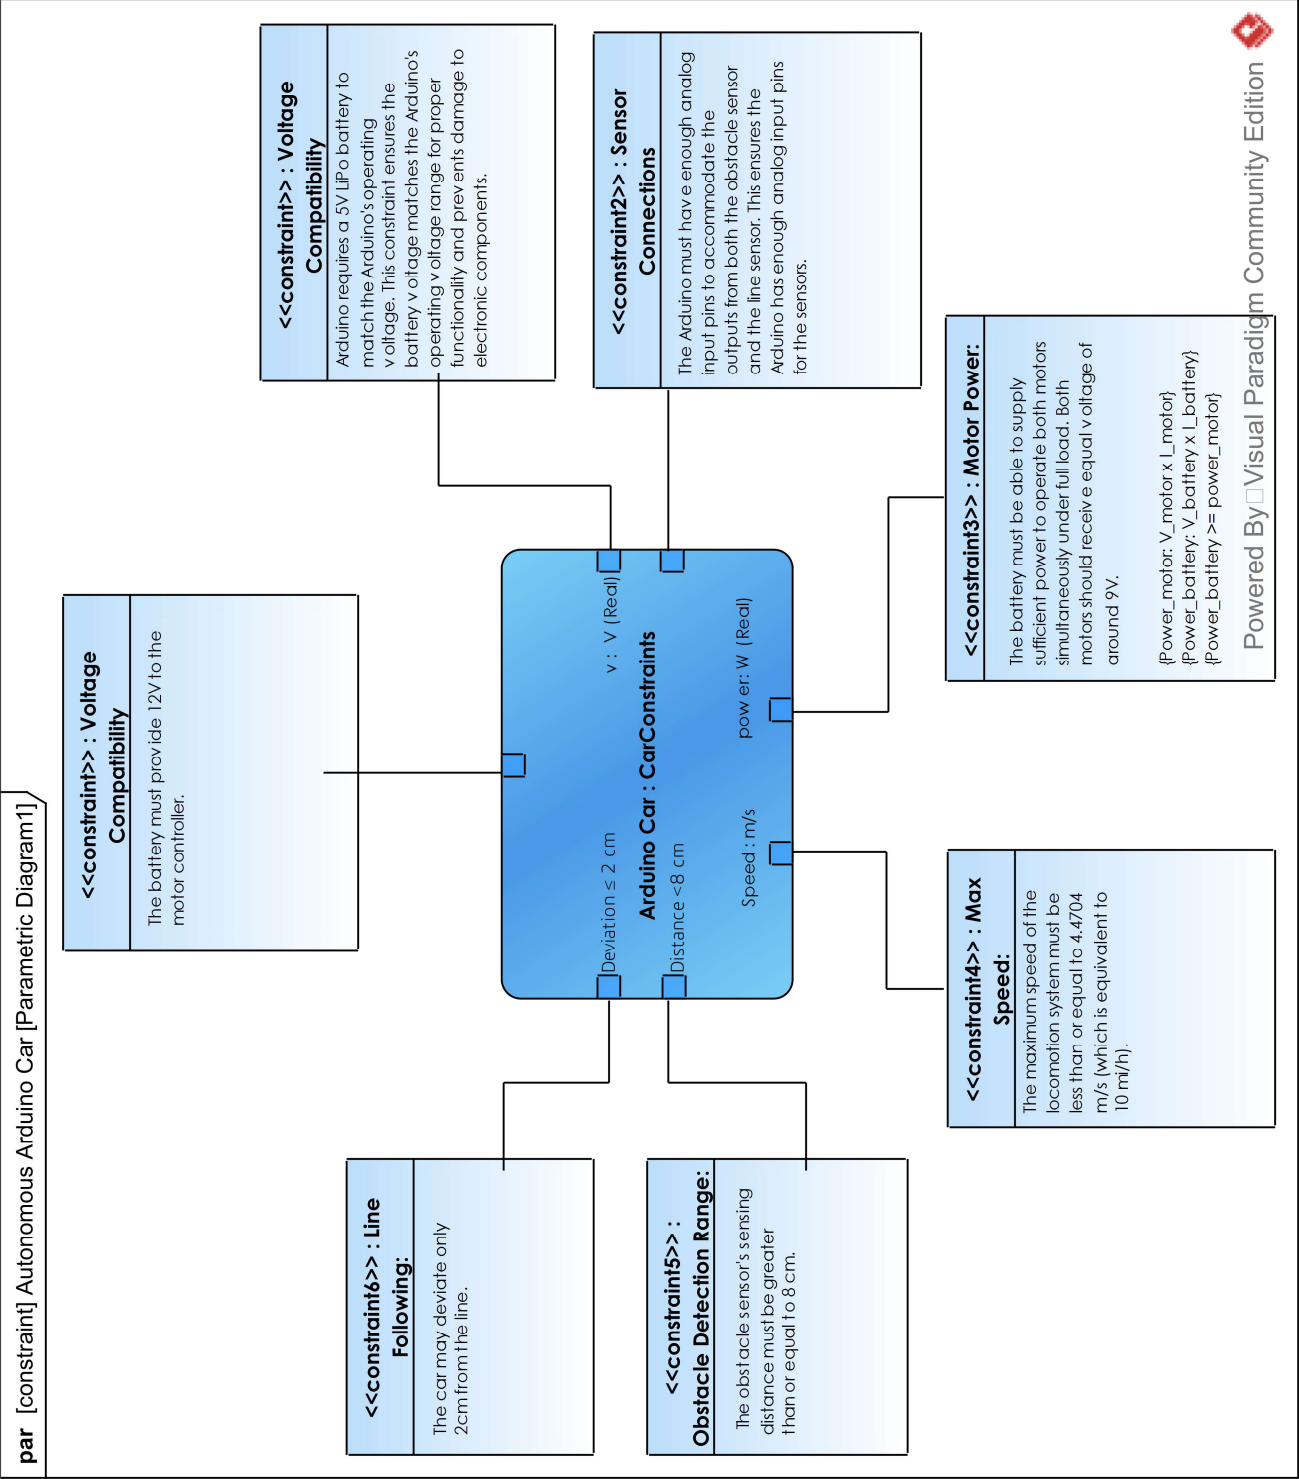 par [constraint] Autonomous Arduino Car [Parametric Diagram1]
<<constraint>> : Voltage
Compatibility
The battery must provide 12V to the
motor controller.
<<constraint>> : Voltage
Compatibility
Arduino requires a 5V LiPo battery to
match the Arduino's operating
voltage. This constraint ensures the
battery voltage matches the Arduino's
operating voltage range for proper
functionality and prevents damage to
electronic components.
<<constraint6>> : Line
Following:
The car may deviate only
2cm from the line.
Deviation ≤ 2 cm
v : V (Real)
Arduino Car : CarConstraints
Distance <8 cm
Speed : m/s
power: W (Real)
<<constraint2>> : Sensor
Connections
The Arduino must have enough analog
input pins to accommodate the
outputs from both the obstacle sensor
and the line sensor. This ensures the
Arduino has enough analog input pins
for the sensors.
<<constraint5>> :
Obstacle Detection Range:
The obstacle sensor's sensing
distance must be greater
than or equal to 8 cm.
<<constraint4>> : Max
Speed:
The maximum speed of the
locomotion system must be
less than or equal to 4.4704
m/s (which is equivalent to
10 mi/h).
<<constraint3>> : Motor Power:
The battery must be able to supply
sufficient power to operate both motors
simultaneously under full load. Both
motors should receive equal voltage of
around 9V.
{Power_motor: V_motor x I_motor}
{Power_battery: V_battery x I_battery}
{Power_battery >= power_motor}
Powered By□Visual Paradigm Community Edition